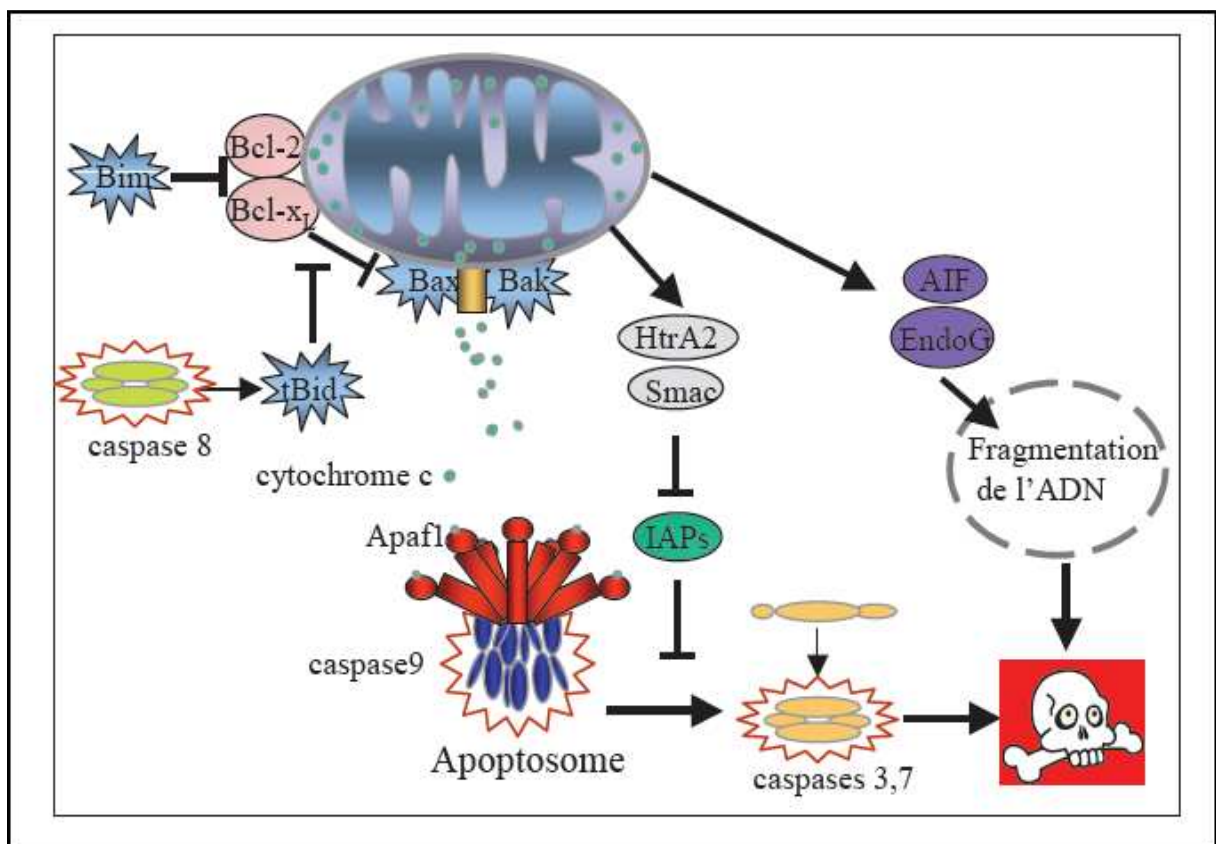 Bcl-2
Bim
Bcl-xL
Bax
Bak
AIF
HtrA2
EndoG
Smac
tBid
caspase 8
cytochrome c
Fragmentation
de l'ADN
Apaf1
IAPs
caspase9
Apoptosome
caspases 3,7